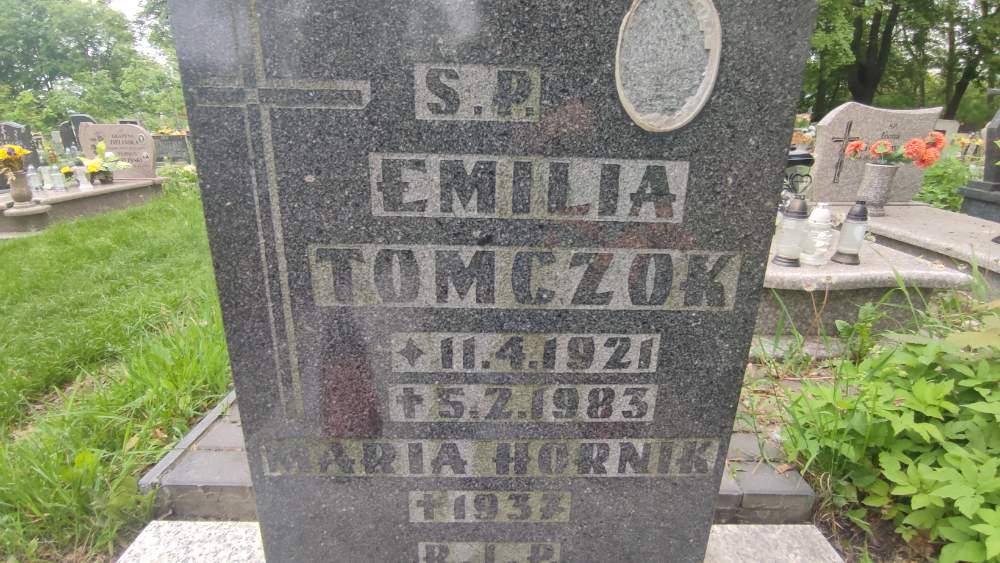 S.P.
EMILIA
TOMCZOK
11.4.1921
†5.2.1983
MARIA HORNIK
†1937
R.I.P.